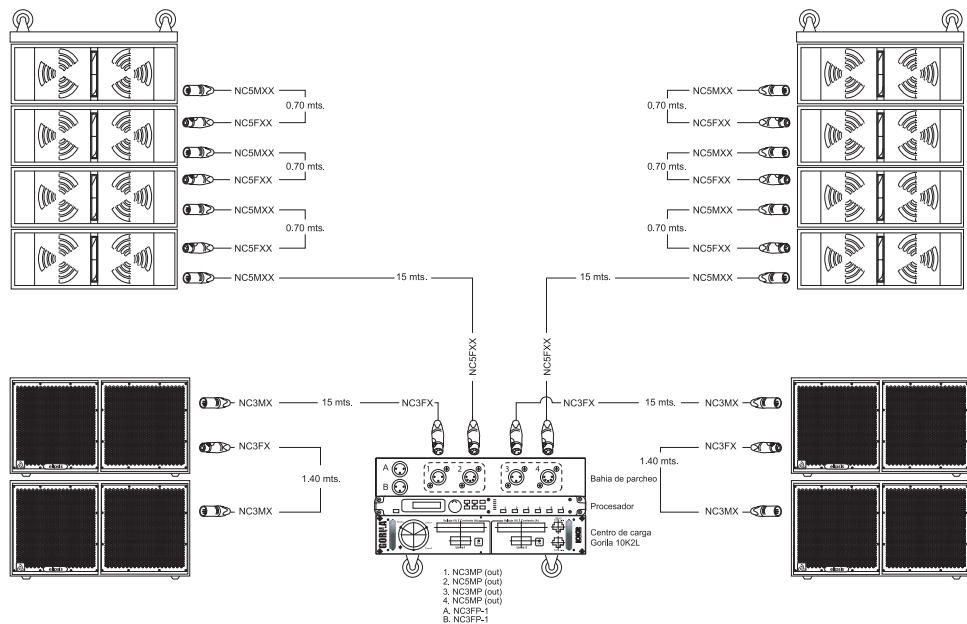 NC5MXX
0.70 mts.
NC5FXX
NC5MXX
0.70 mts.
NC5FXX
NC5MXX
0.70 mts.
NC5FXX
NC5MXX
15 mts.
NC5FXX
NC5MXX
0.70 mts.
NC5FXX
NC5MXX
0.70 mts.
NC5FXX
NC5MXX
0.70 mts.
NC5FXX
15 mts.
NC5MXX
NC5FXX
NC3MX
15 mts.
NC3FX
NC3FX
15 mts.
NC3MX
NC3FX
1.40 mts.
NC3MX
NC3FX
1.40 mts.
NC3MX
A
B
1
2
3
4
Bahia de parcheo
Procesador
GORILA
Centro de carga
Gorila 10K2L
1. NC3MP (out)
2. NC5MP (out)
3. NC3MP (out)
4. NC5MP (out)
A. NC3FP-1
B. NC3FP-1